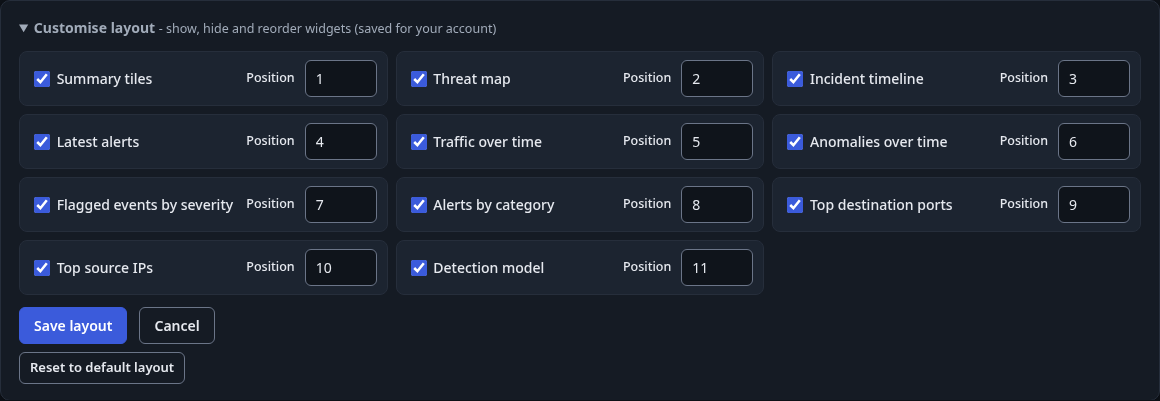 ▼ Customise layout - show, hide and reorder widgets (saved for your account)
Summary tiles Position 1 Threat map Position 2 Incident timeline Position 3
Latest alerts Position 4 Traffic over time Position 5 Anomalies over time Position 6
Flagged events by severity Position 7 Alerts by category Position 8 Top destination ports Position 9
Top source IPs Position 10 Detection model Position 11
Save layout Cancel
Reset to default layout